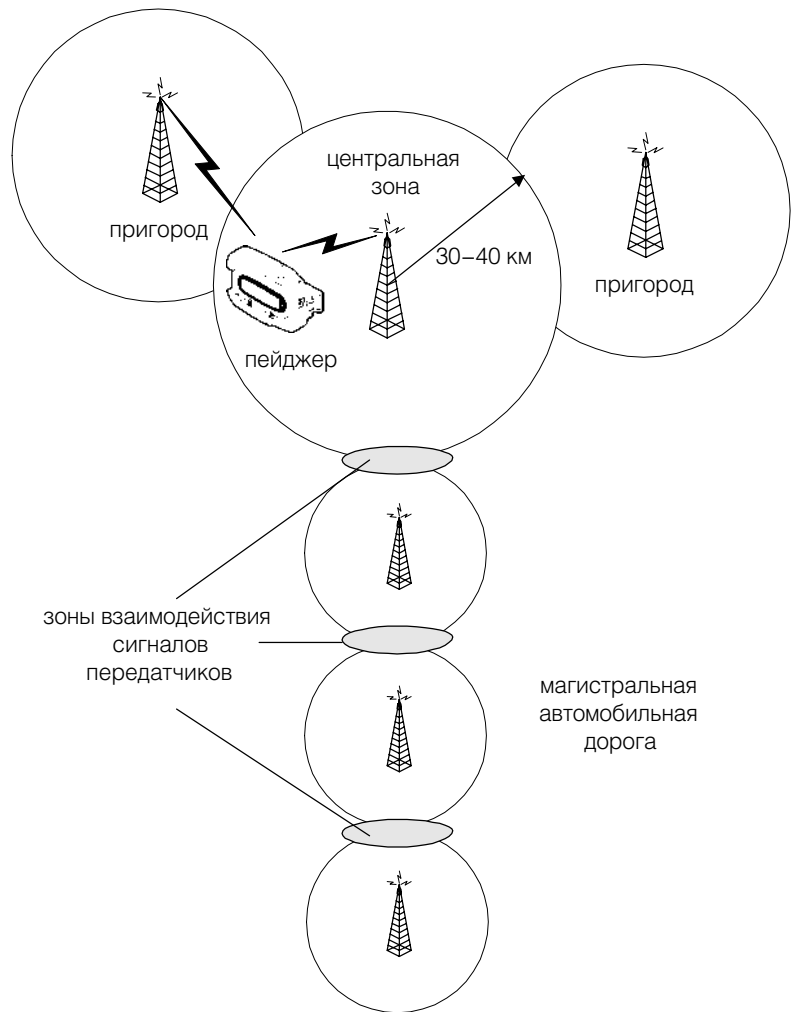 центральная
зона
пригород
30–40 км
пригород
пейджер
зоны взаимодействия
сигналов
передатчиков
магистральная
автомобильная
дорога